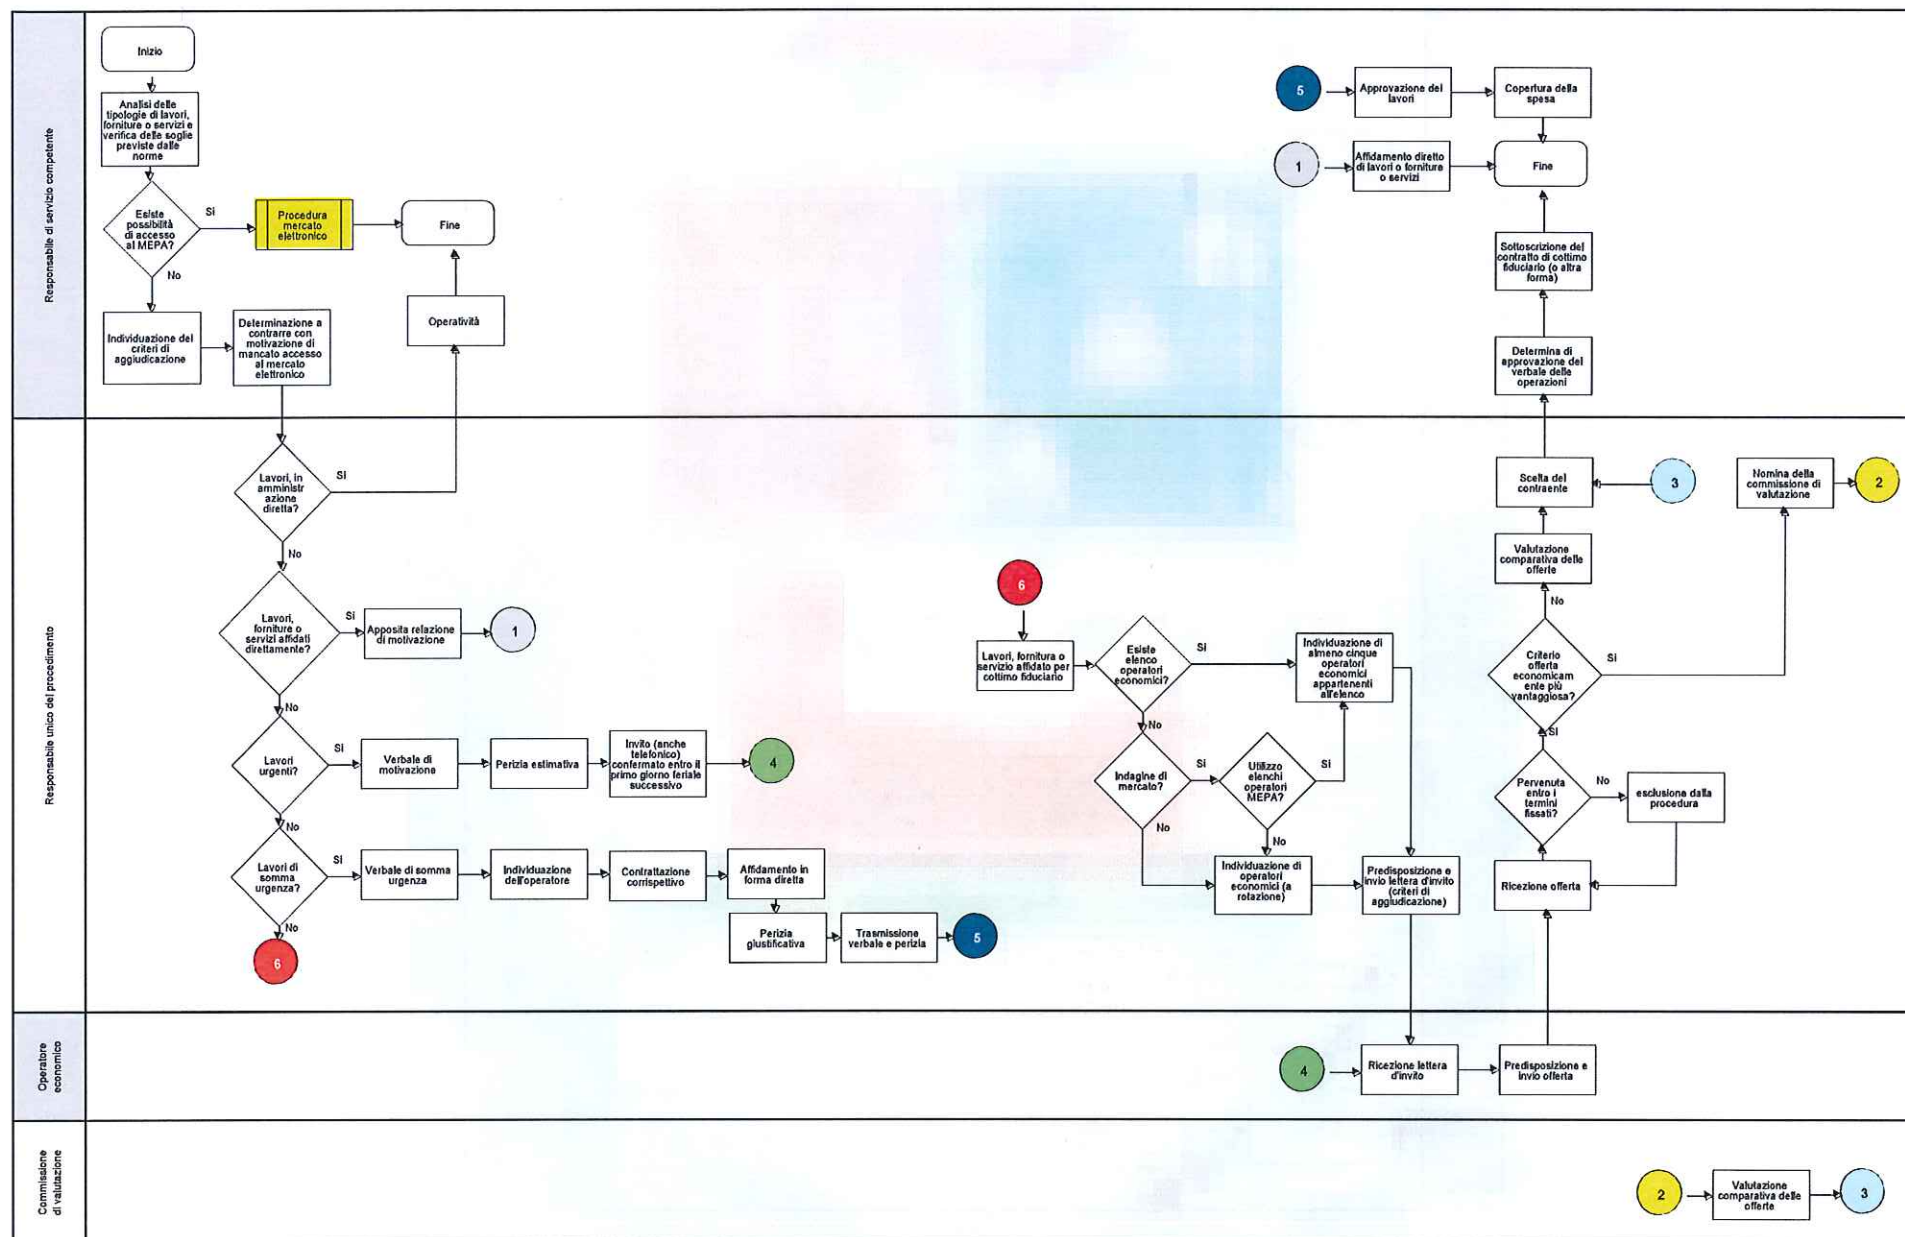 Responsabile di servizio competente
Inizio
Analisi delle
tipologie di lavori,
forniture o servizi e
verifica delle soglie
previste dalle
norme
Esiste
possibilità
di accesso
al MEPA?
Si
Procedura
mercato
elettronico
Fine
No
Individuazione dei
criteri di
aggiudicazione
Determinazione a
contrarre con
motivazione di
mancato accesso
al mercato
elettronico
Operatività
5
Approvazione dei
lavori
Copertura della
spesa
1
Affidamento diretto
di lavori o forniture
o servizi
Fine
Sottoscrizione del
contratto di cottimo
fiduciario (o altra
forma)
Determina di
approvazione del
verbale delle
operazioni
Responsabile unico del procedimento
Lavori, in
amministr
azione
diretta?
Si
No
Lavori,
forniture o
servizi affidati
direttamente?
Si
Apposita relazione
di motivazione
1
No
Lavori
urgenti?
Si
Verbale di
motivazione
Perizia estimativa
Invito (anche
telefonico)
confermato entro il
primo giorno feriale
successivo
4
No
Lavori di
somma
urgenza?
Si
Verbale di somma
urgenza
Individuazione
dell'operatore
Contrattazione
corrispettivo
Affidamento in
forma diretta
Perizia
giustificativa
Trasmissione
verbale e perizia
5
No
6
6
Lavori, fornitura o
servizio affidato per
cottimo fiduciario
Esiste
elenco
operatori
economici?
Si
Individuazione di
almeno cinque
operatori
economici
appartenenti
all'elenco
No
Indagine di
mercato?
Si
Utilizzo
elenchi
operatori
MEPA?
Si
No
No
Individuazione di
operatori
economici (a
rotazione)
Predisposizione e
invio lettera d'invito
(criteri di
aggiudicazione)
Scelta del
contraente
3
Nomina della
commissione di
valutazione
2
Valutazione
comparativa delle
offerte
No
Criterio
offerta
economicam
ente più
vantaggiosa?
Si
Si
Pervenuta
entro i
termini
fissati?
No
esclusione dalla
procedura
Ricezione offerta
Operatore
economico
4
Ricezione lettera
d'invito
Predisposizione e
invio offerta
Commissione
di valutazione
2
Valutazione
comparativa delle
offerte
3